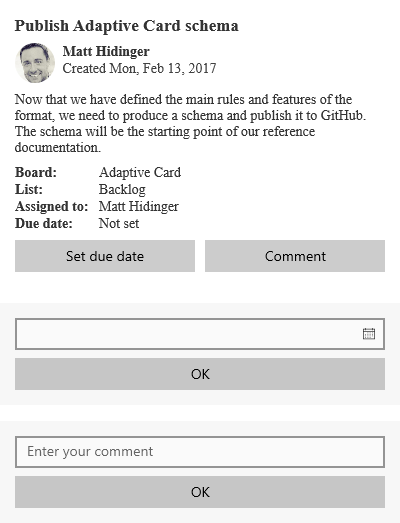 Publish Adaptive Card schema
Matt Hidinger
Created Mon, Feb 13, 2017
Now that we have defined the main rules and features of the
format, we need to produce a schema and publish it to GitHub.
The schema will be the starting point of our reference
documentation.
Board: Adaptive Card
List: Backlog
Assigned to: Matt Hidinger
Due date: Not set
Set due date Comment
OK
Enter your comment
OK